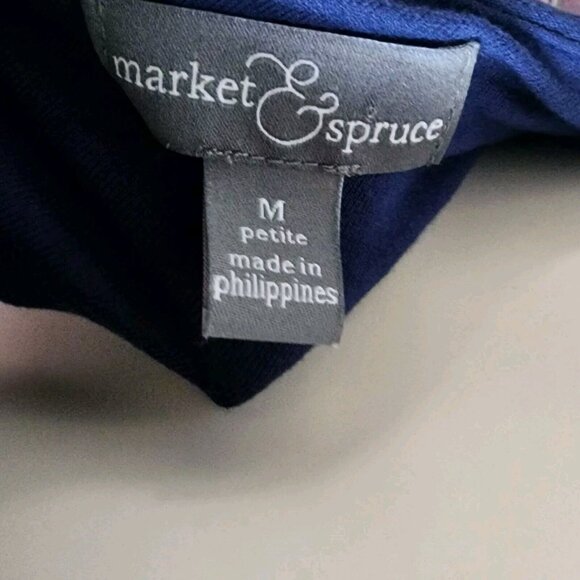 market & spruce
M
petite
made in
philippines